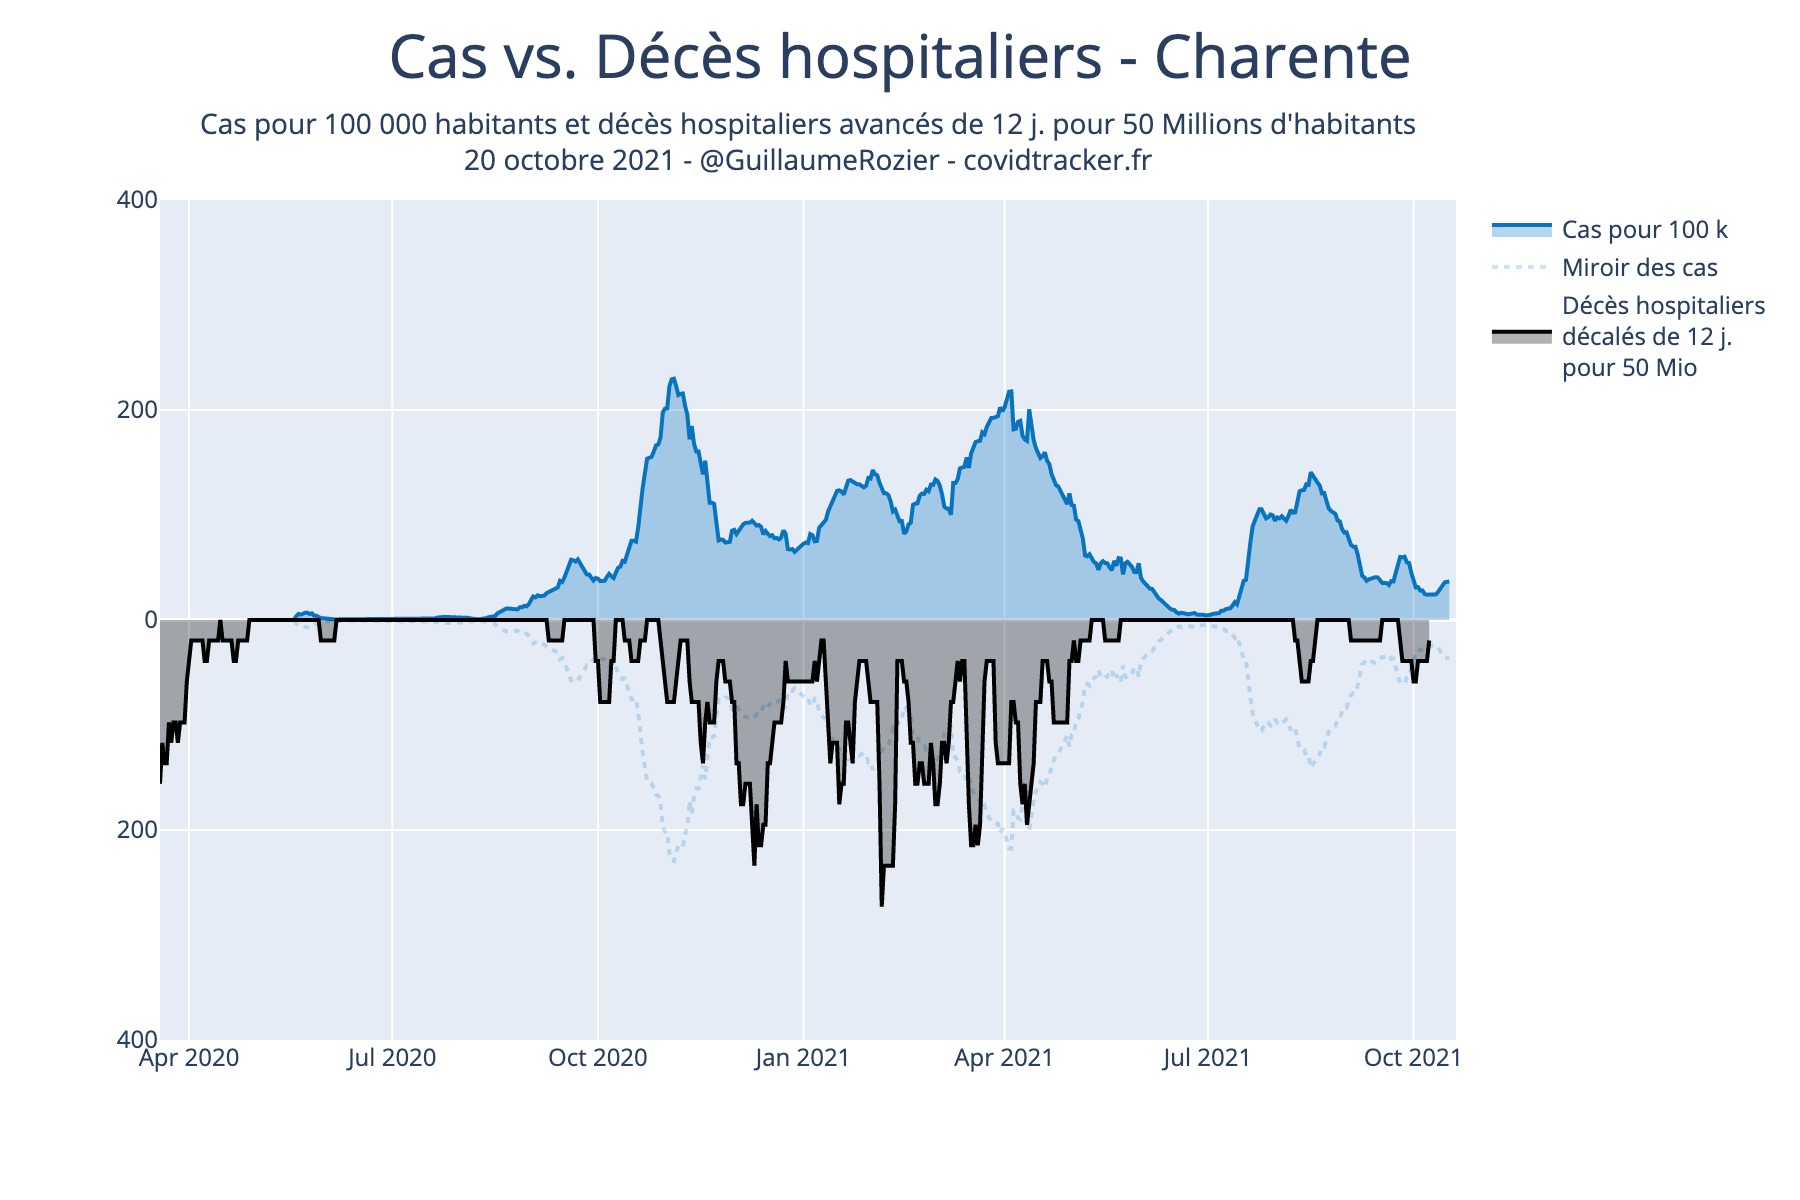 Cas vs. Décès hospitaliers - Charente
Cas pour 100 000 habitants et décès hospitaliers avancés de 12 j. pour 50 Millions d'habitants
20 octobre 2021 - @GuillaumeRozier - covidtracker.fr
400
200
0
200
400
Apr 2020
Jul 2020
Oct 2020
Jan 2021
Apr 2021
Jul 2021
Oct 2021
Cas pour 100 k
Miroir des cas
Décès hospitaliers
décalés de 12 j.
pour 50 Mio